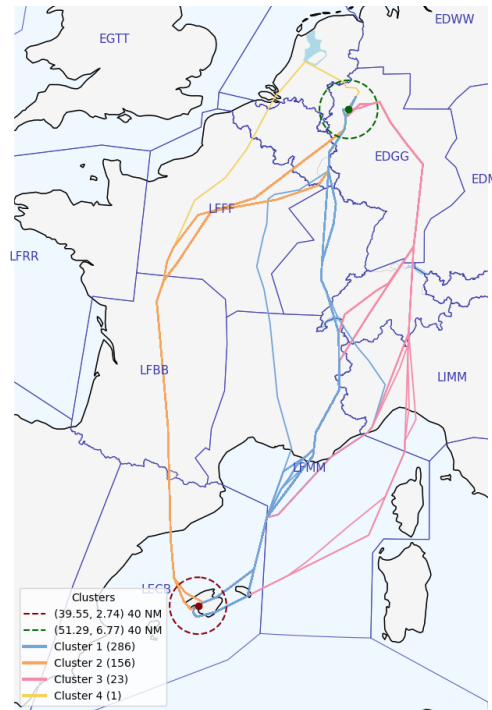 EGTT
EDWW
EDGG
EDM
LFFF
LFRR
LFBB
LIMM
LFMM
LECB
Clusters
(39.55, 2.74) 40 NM
(51.29, 6.77) 40 NM
Cluster 1 (286)
Cluster 2 (156)
Cluster 3 (23)
Cluster 4 (1)